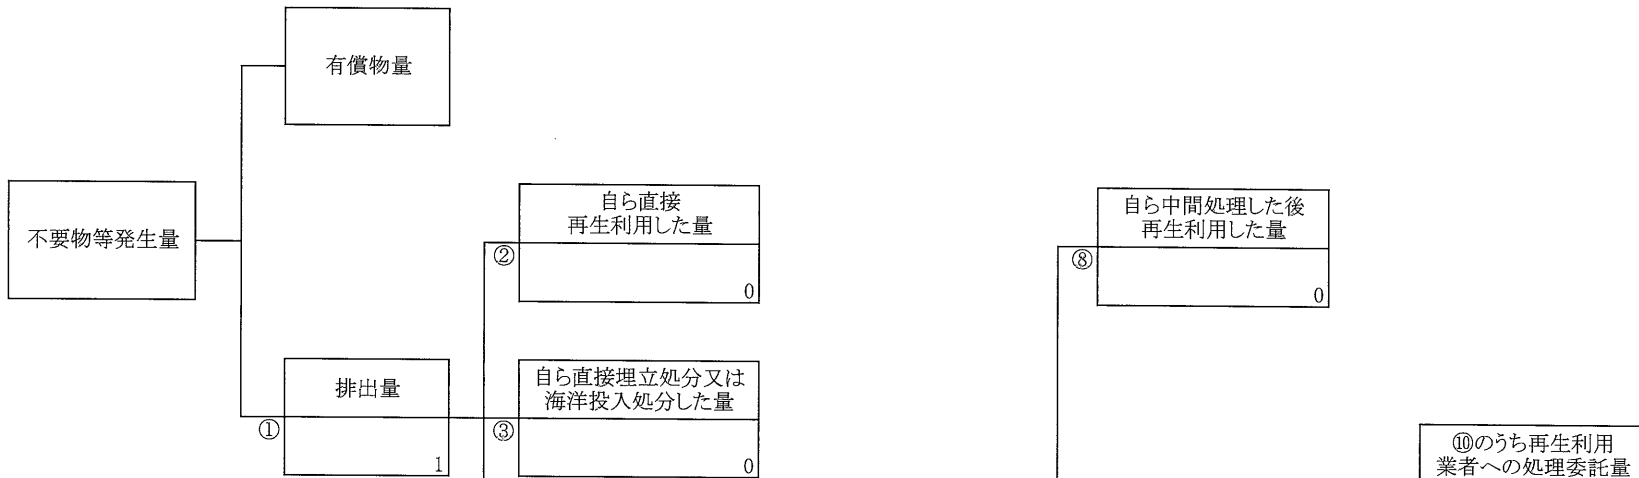 有償物量
不要物等発生量
自ら直接
再生利用した量
②
0
自ら中間処理した後
再生利用した量
⑧
0
排出量
①
1
自ら直接埋立処分又は
海洋投入処分した量
③
0
⑩のうち再生利用
業者への処理委託量